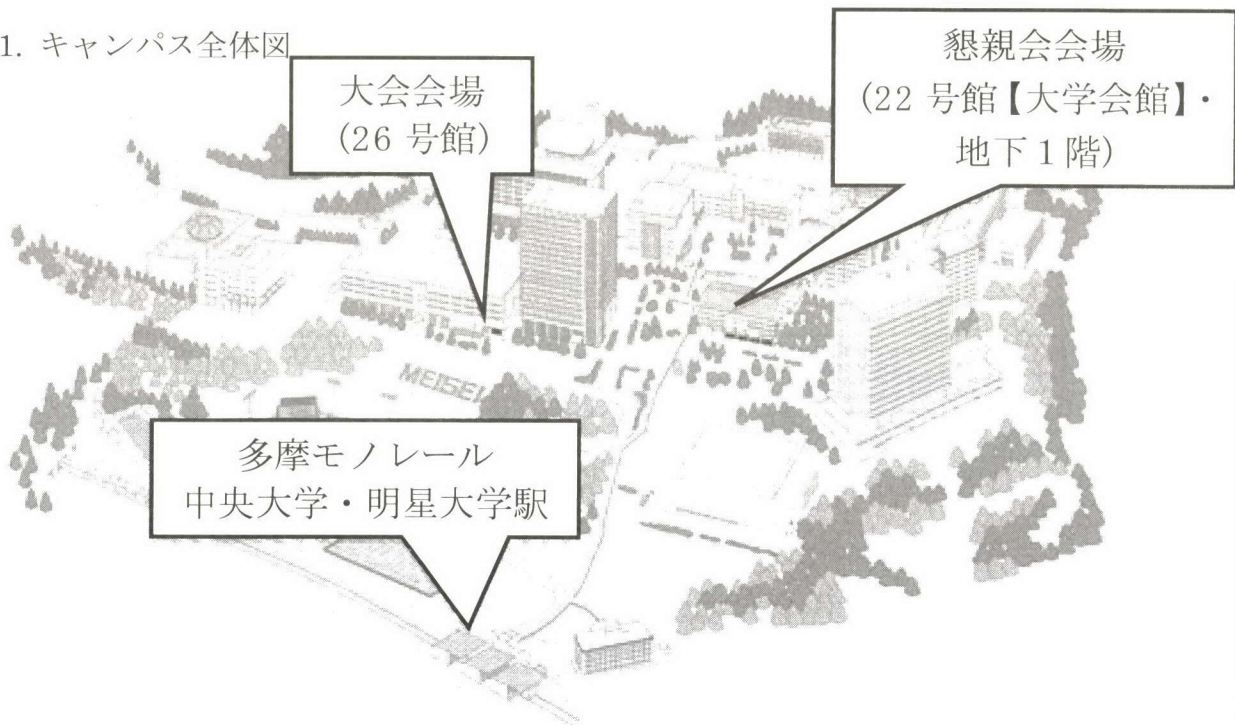 1. キャンパス全体図
大会会場
(26 号館)
懇親会会場
(22 号館【大学会館】・
地下１階)
MEISEI
多摩モノレール
中央大学・明星大学駅